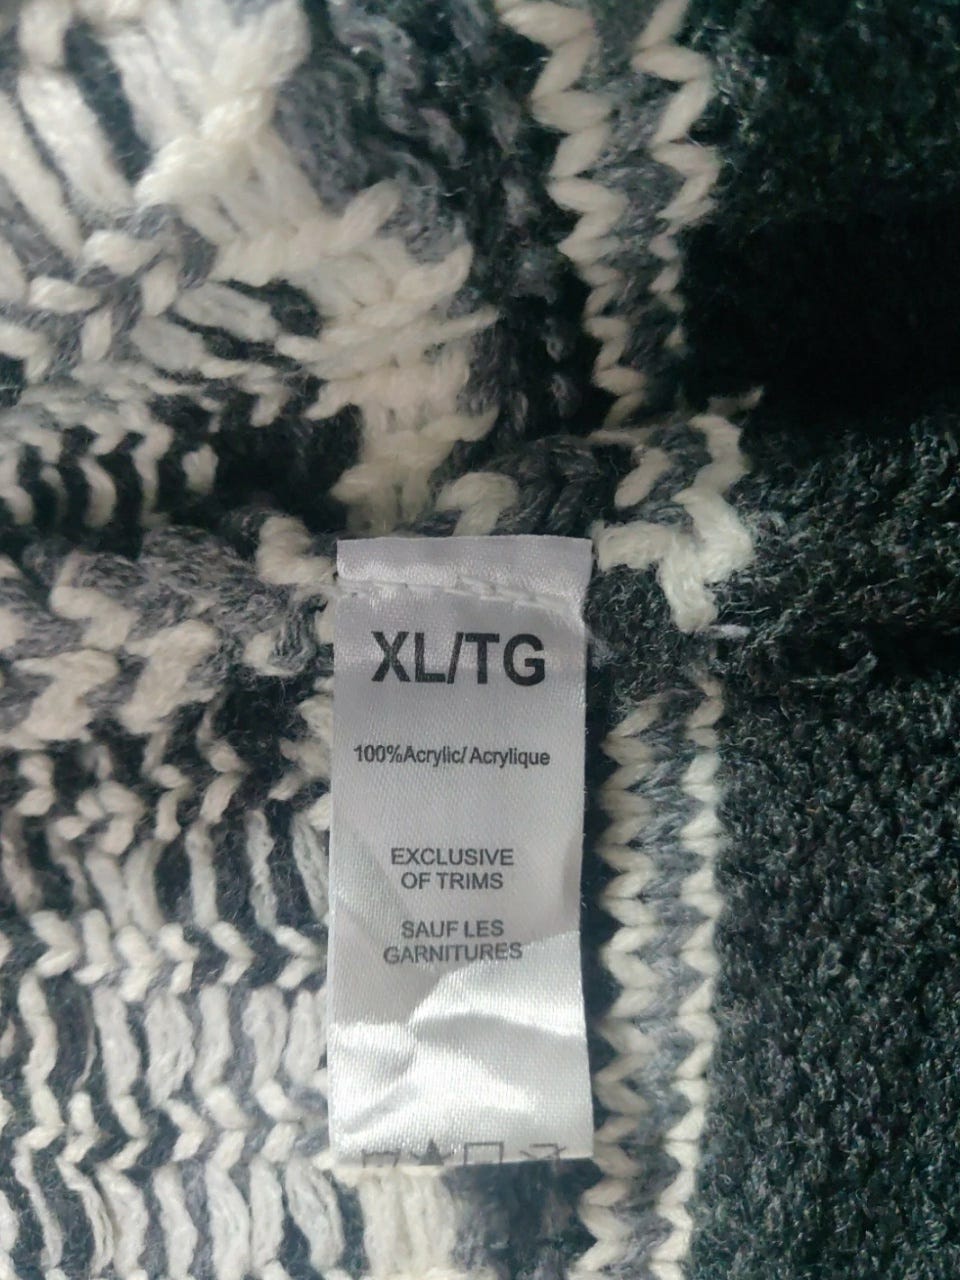 XL/TG
100%Acrylic/Acrylique
EXCLUSIVE
OF TRIMS
SAUF LES
GARNITURES